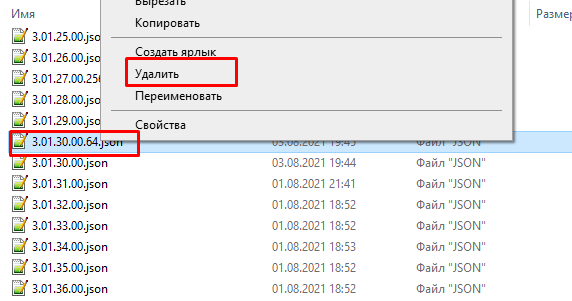 Вырезать
Имя
Размер
Копировать
3.01.25.00.json
Создать ярлык
3.01.26.00.json
Удалить
3.01.27.00.256
3.01.28.00.json
Переименовать
3.01.29.00.json
Свойства
3.01.30.00.64.json 03.08.2021 19:45 Файл "JSON"
3.01.30.00.json 03.08.2021 19:44 Файл "JSON"
3.01.31.00.json 01.08.2021 21:41 Файл "JSON"
3.01.32.00.json 01.08.2021 18:52 Файл "JSON"
3.01.33.00.json 01.08.2021 18:52 Файл "JSON"
3.01.34.00.json 01.08.2021 18:53 Файл "JSON"
3.01.35.00.json 01.08.2021 18:52 Файл "JSON"
3.01.36.00.json 01.08.2021 18:52 Файл "JSON"